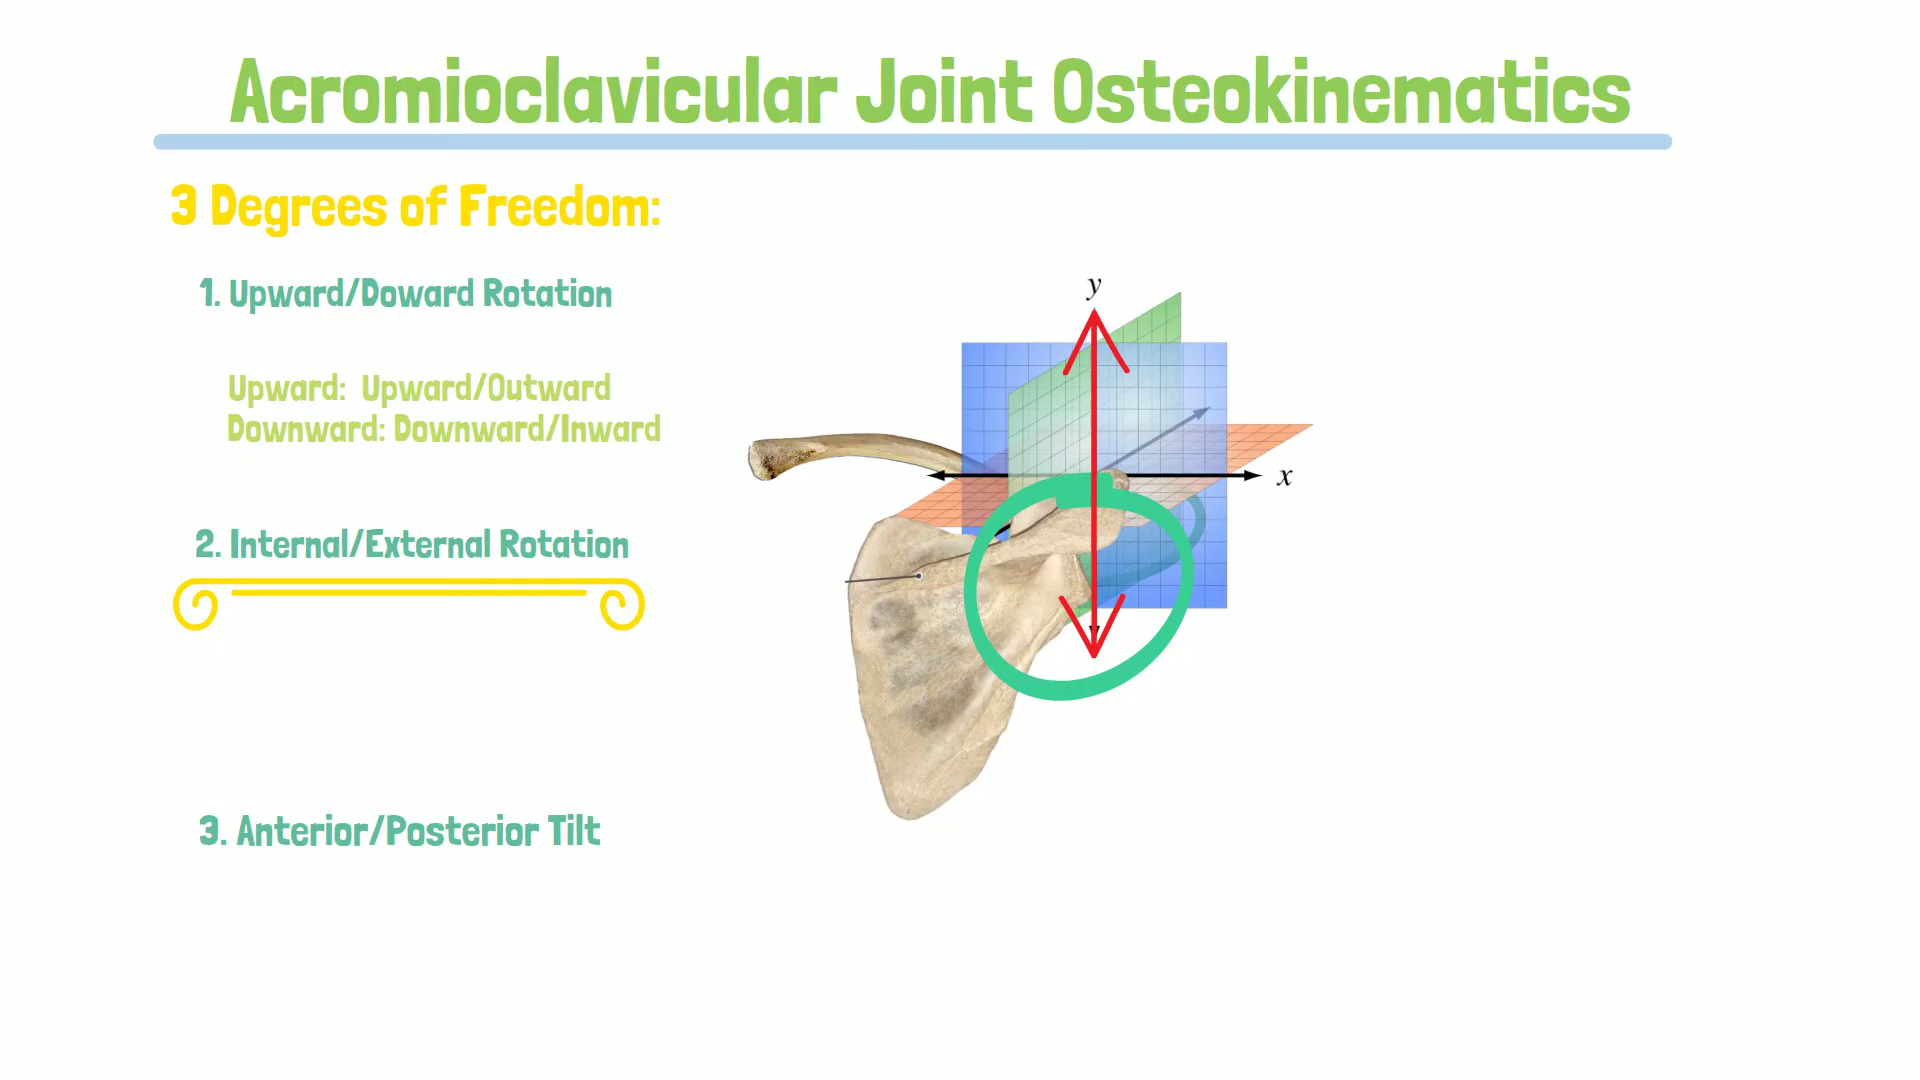 Acromioclavicular Joint Osteokinematics
3 Degrees of Freedom:
1. Upward/Doward Rotation
Upward: Upward/Outward
Downward: Downward/Inward
2. Internal/External Rotation
3. Anterior/Posterior Tilt
y
x